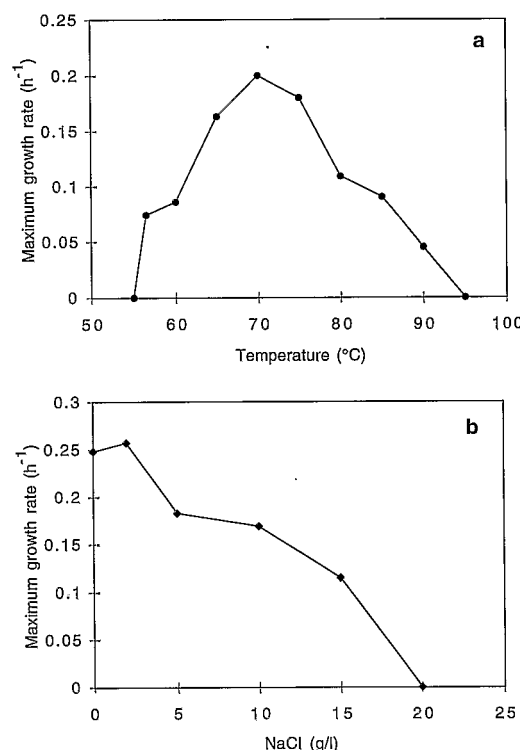 a
Maximum growth rate (h-1)
0.25
0.2
0.15
0.1
0.05
0
50 60 70 80 90 100
Temperature (°C)
b
Maximum growth rate (h-1)
0.3
0.25
0.2
0.15
0.1
0.05
0
0 5 10 15 20 25
NaCl (g/l)